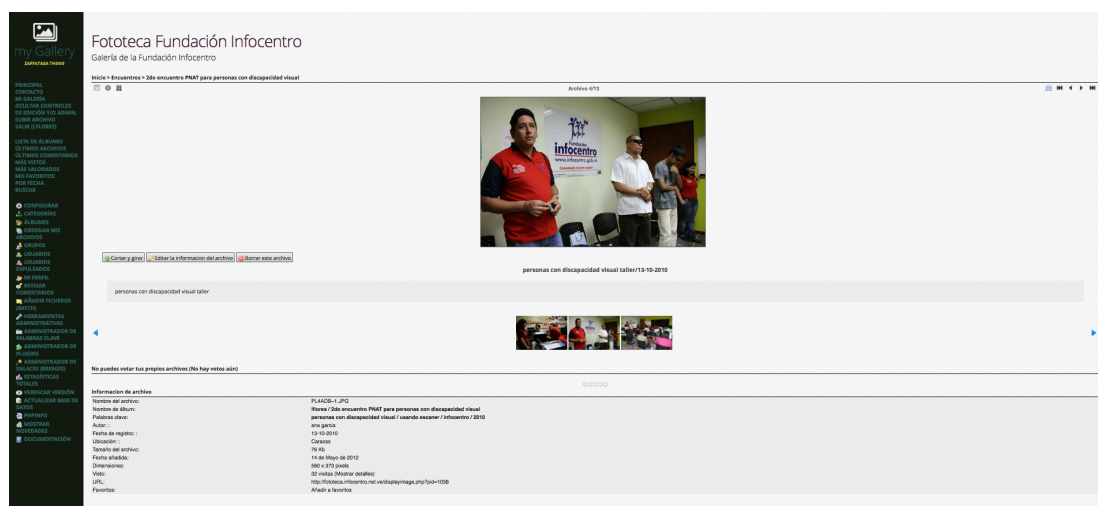 my Gallery
ZAPFATASA THEME
PRINCIPAL
CONTACTO
MI GALERÍA
OCULTAR CONTROLES
DE EDICIÓN Y/O ADMIN.
SUBIR ARCHIVO
SALIR [LFLORES]
LISTA DE ÁLBUMES
ÚLTIMOS ARCHIVOS
ÚLTIMOS COMENTARIOS
MÁS VISTOS
MÁS VALORADOS
MIS FAVORITOS
POR FECHA
BUSCAR
CONFIGURAR
CATEGORÍAS
ÁLBUMES
ORDENAR MIS
ARCHIVOS
GRUPOS
USUARIOS
USUARIOS
EXPULSADOS
MI PERFIL
REVISAR
COMENTARIOS
AÑADIR FICHEROS
(BATCH)
HERRAMIENTAS
ADMINISTRATIVAS
ADMINISTRADOR DE
PALABRAS CLAVE
ADMINISTRADOR DE
PLUGINS
ADMINISTRADOR DE
ENLACES (BRIDGES)
ESTADÍSTICAS
TOTALES
VERIFICAR VERSIÓN
ACTUALIZAR BASE DE
DATOS
PHPINFO
MOSTRAR
NOVEDADES
DOCUMENTACIÓN
Fototeca Fundación Infocentro
Galería de la Fundación Infocentro
Inicio > Encuentros > 2do encuentro PNAT para personas con discapacidad visual
Archivo 4/13
Fundación
infocentro
www.infocentro.gob.ve
Cortar y girar Editar la informacion del archivo Borrar este archivo
personas con discapacidad visual taller/13-10-2010
personas con discapacidad visual taller
No puedes votar tus propios archivos (No hay votos aún)
Informacion de archivo
Nombre del archivo: PL4ADB~1.JPG
Nombre de álbum: lflores / 2do encuentro PNAT para personas con discapacidad visual
Palabras clave: personas con discapacidad visual / usando escaner / infocentro / 2010
Autor: : ana garcia
Fecha de registro: : 13-10-2010
Ubicación: : Caracas
Tamaño del archivo: 76 Kb
Fecha añadida: 14 de Mayo de 2012
Dimensiones: 560 x 373 pixels
Visto: 32 visitas (Mostrar detalles)
URL: http://fototeca.infocentro.net.ve/displayimage.php?pid=1038
Favoritos: Añadir a favoritos